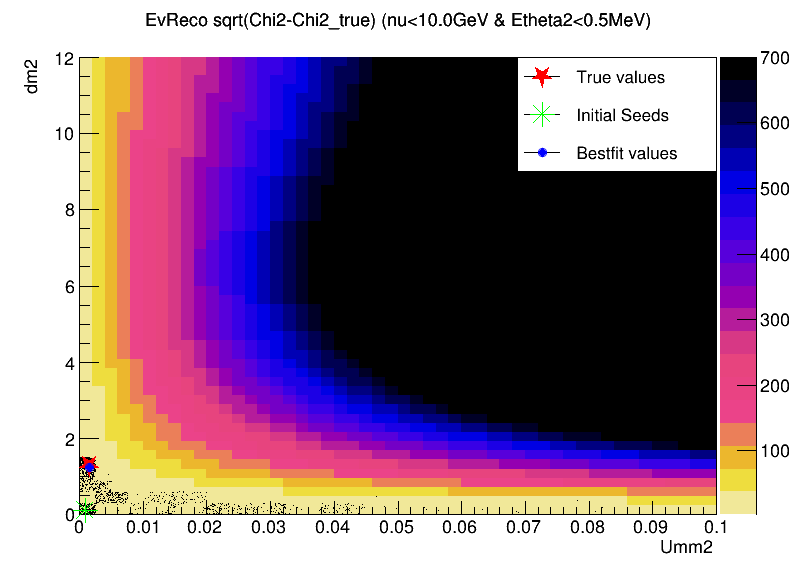 EvReco sqrt(Chi2-Chi2_true) (nu<10.0GeV & Etheta2<0.5MeV)
dm2
12
10
8
6
4
2
0
True values
Initial Seeds
Bestfit values
700
600
500
400
300
200
100
0 0.01 0.02 0.03 0.04 0.05 0.06 0.07 0.08 0.09 0.1
Umm2